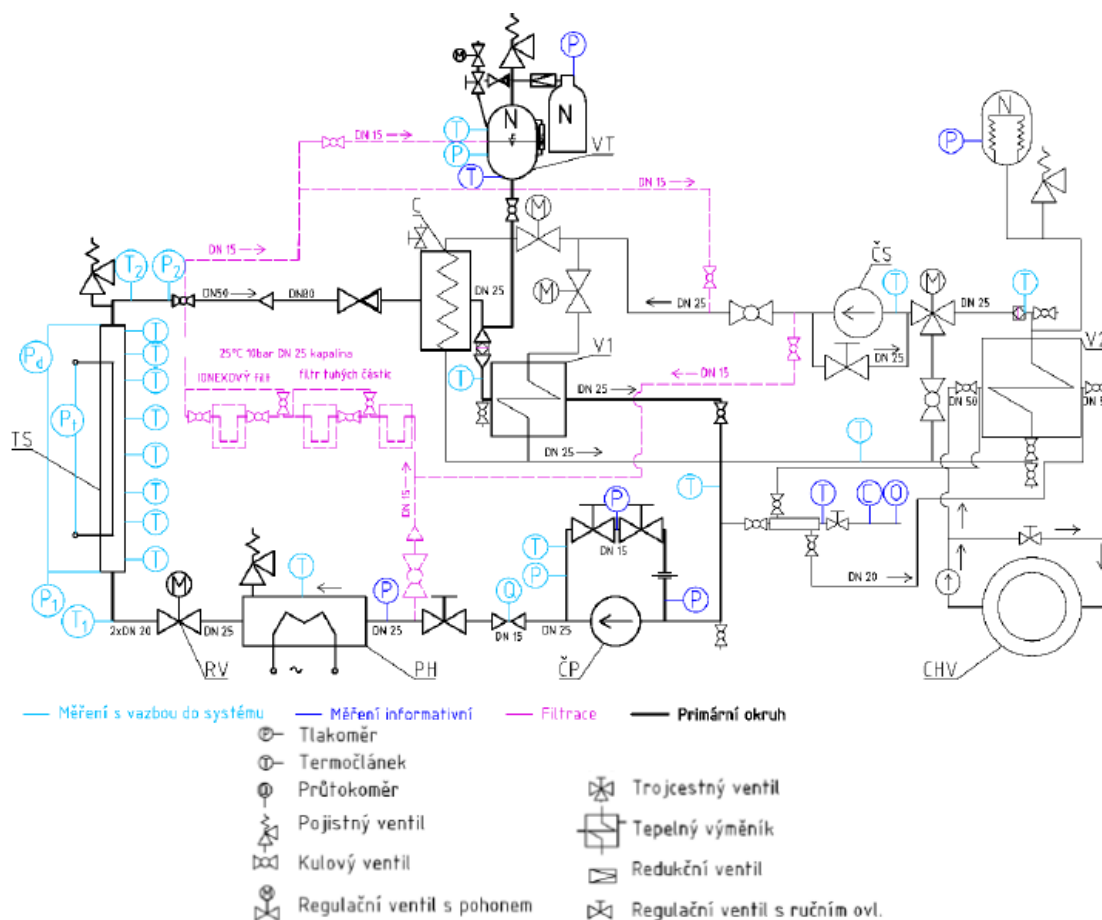 M
P
N
N
N
DN 15
T
P
VT
P
T
DN 15
C
M
DN 15
ČS
T2
P2
DN50
DN80
DN 25
M
DN 25
T
M
DN 25
T
T
Pd
T
25°C 10bar DN 25 kapalina
V1
DN 25
V2
T
IONEXOVÝ filtr
filtr tuhých částic
T
DN 25
DN 15
DN 50
Pt
T
TS
T
DN 25
T
T
T
P
T
C
Q
T
DN 15
DN 15
T
T
P
DN 20
P1
M
T
P
Q
P
T1
2xDN 20
DN 25
DN 25
DN 15
DN 25
RV
PH
ČP
CHV
Měření s vazbou do systému
Měření informativní
Filtrace
Primární okruh
P Tlakoměr
T Termočlánek
Q Průtokoměr
Pojistný ventil
Kulový ventil
M Regulační ventil s pohonem
Trojcestný ventil
Tepelný výměník
Redukční ventil
Regulační ventil s ručním ovl.